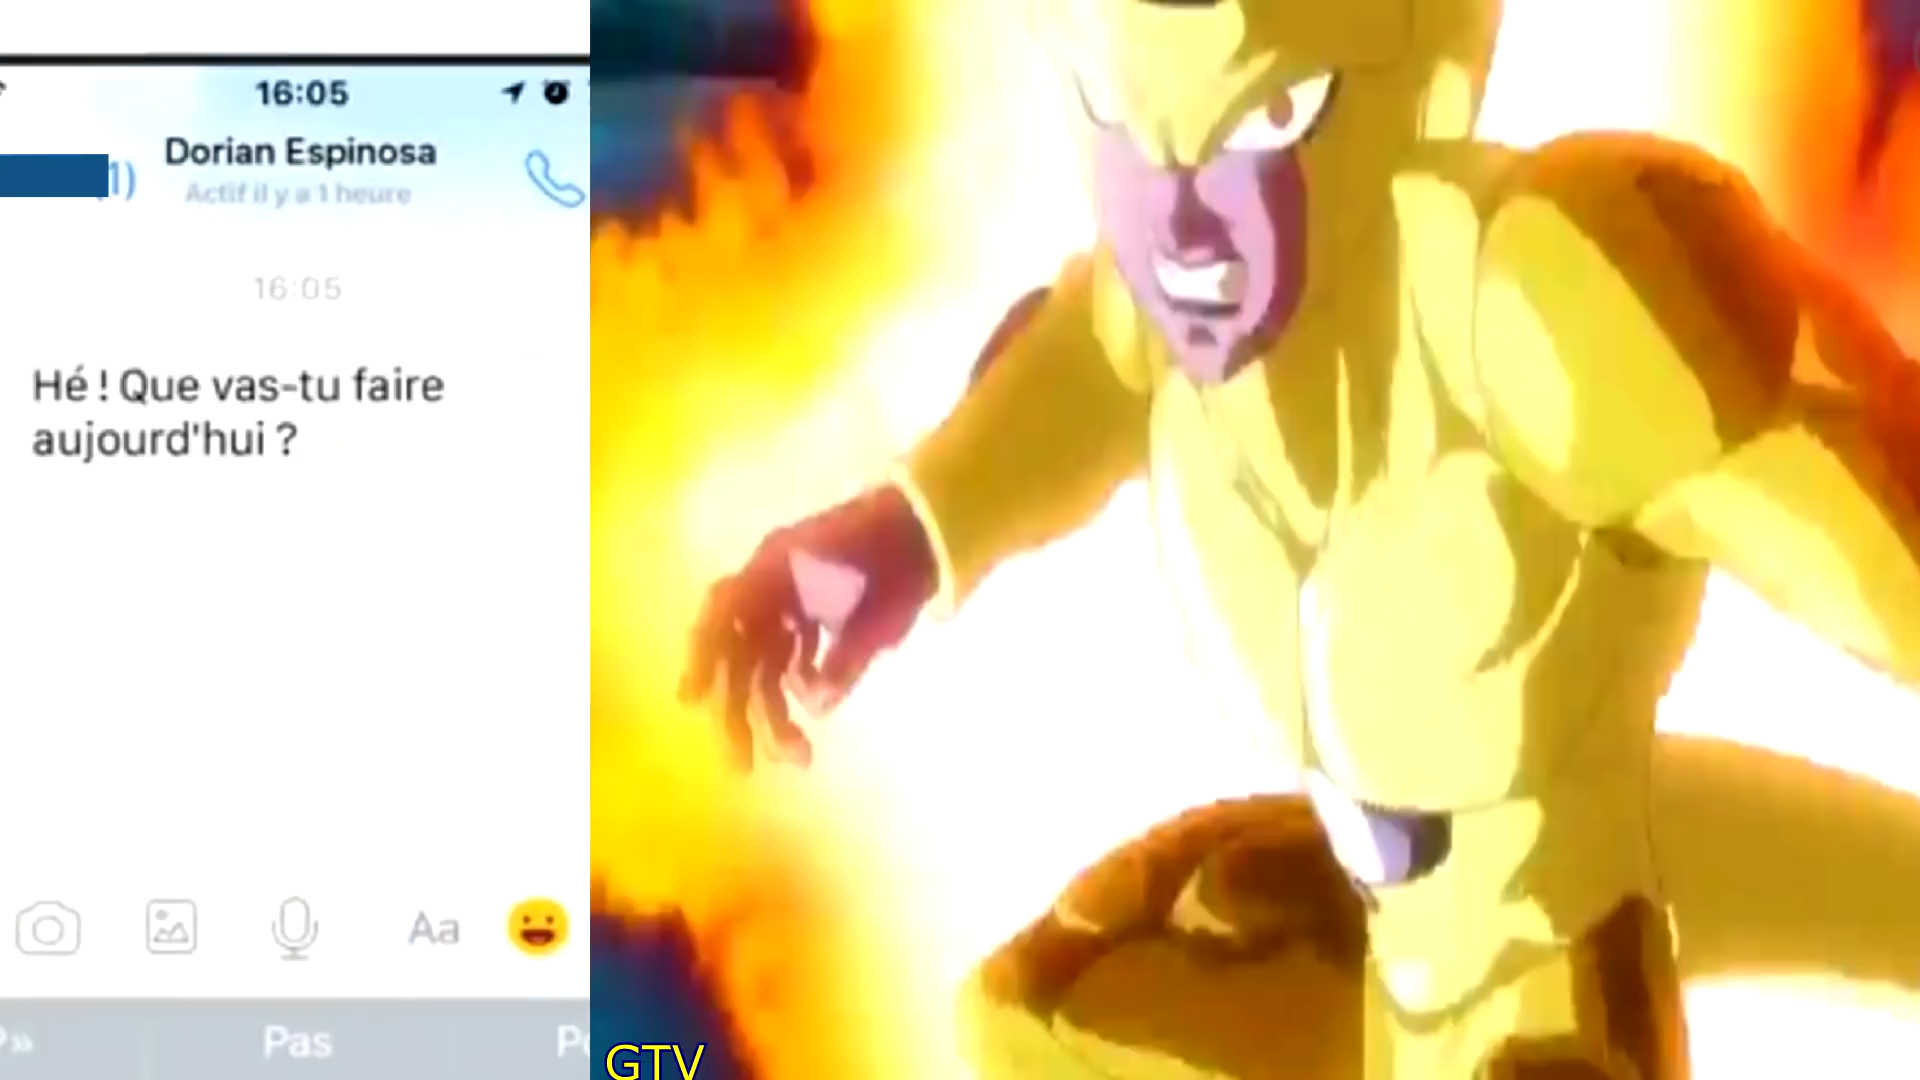 16:05
Dorian Espinosa
1)
Actif il y a 1 heure
16:05
Hé ! Que vas-tu faire
aujourd'hui ?
Aa
?»
Pas
GTV